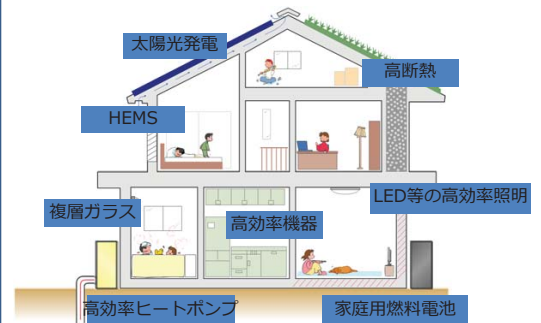 太陽光発電
高断熱
HEMS
LED等の高効率照明
複層ガラス
高効率機器
高効率ヒートポンプ
家庭用燃料電池